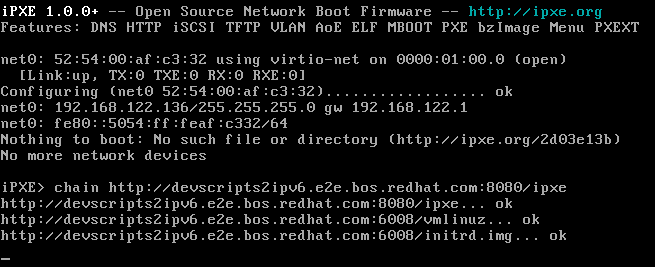 iPXE 1.0.0+ -- Open Source Network Boot Firmware -- http://ipxe.org
Features: DNS HTTP iSCSI TFTP VLAN AoE ELF MBOOT PXE bzImage Menu PXEXT
net0: 52:54:00:af:c3:32 using virtio-net on 0000:01:00.0 (open)
[Link:up, TX:0 TXE:0 RX:0 RXE:0]
Configuring (net0 52:54:00:af:c3:32)................. ok
net0: 192.168.122.136/255.255.255.0 gw 192.168.122.1
net0: fe80::5054:ff:feaf:c332/64
Nothing to boot: No such file or directory (http://ipxe.org/2d03e13b)
No more network devices
iPXE> chain http://devscripts2ipv6.e2e.bos.redhat.com:8080/ipxe
http://devscripts2ipv6.e2e.bos.redhat.com:8080/ipxe... ok
http://devscripts2ipv6.e2e.bos.redhat.com:6008/vmlinuz... ok
http://devscripts2ipv6.e2e.bos.redhat.com:6008/initrd.img... ok